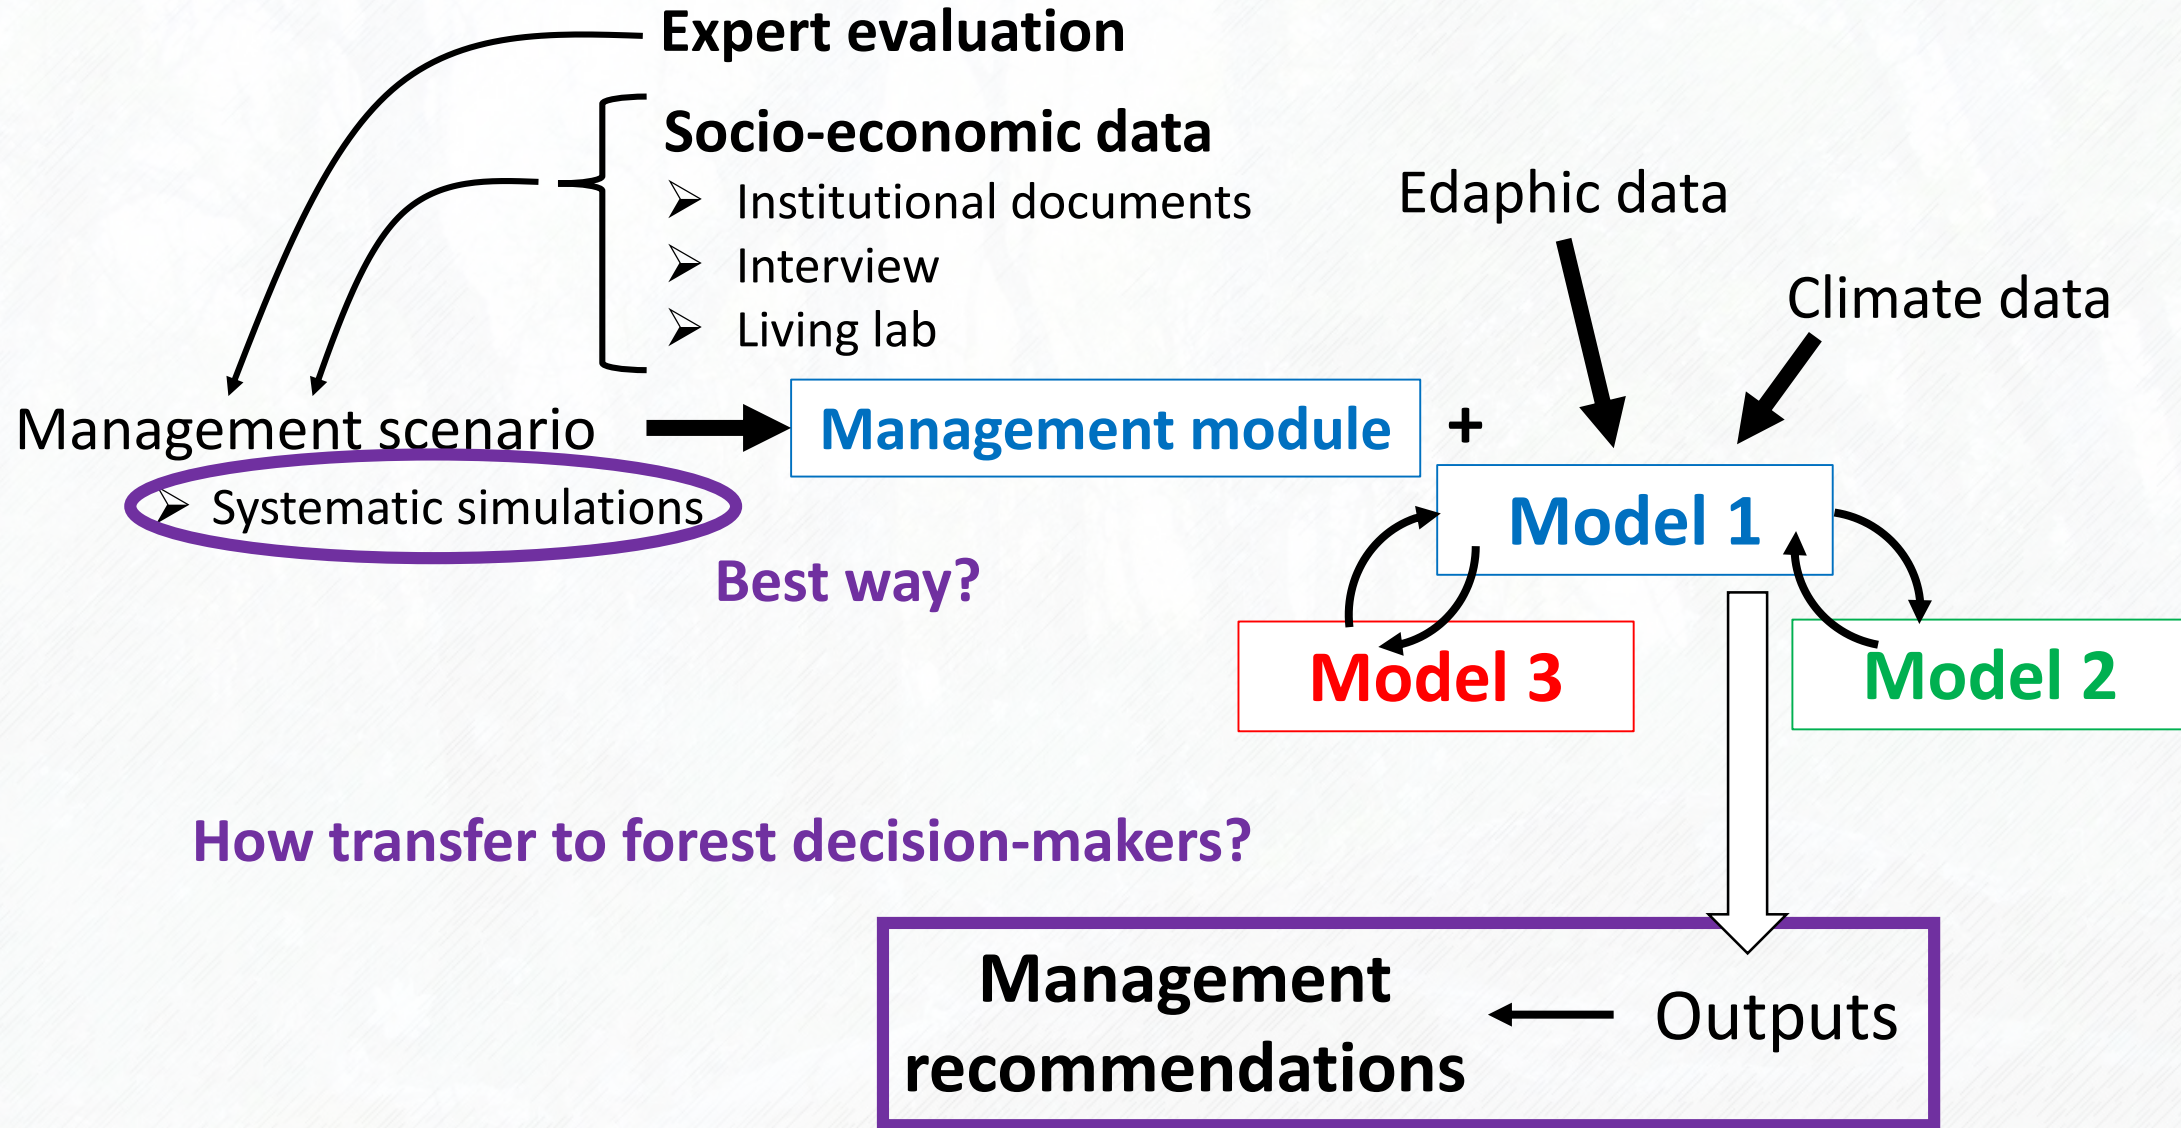 Expert evaluation
Socio-economic data
➢ Institutional documents
➢ Interview
➢ Living lab
Edaphic data
Climate data
Management scenario
➢ Systematic simulations
Management module
+
Model 1
Best way?
Model 3
Model 2
How transfer to forest decision-makers?
Management
recommendations
Outputs